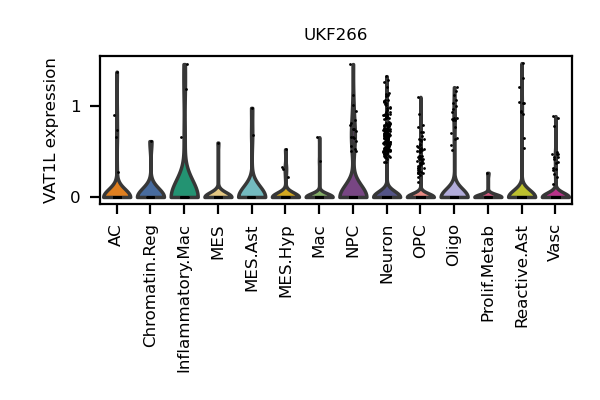 UKF266
VAT1L expression
1
0
AC
Chromatin.Reg
Inflammatory.Mac
MES
MES.Ast
MES.Hyp
Mac
NPC
Neuron
OPC
Oligo
Prolif.Metab
Reactive.Ast
Vasc